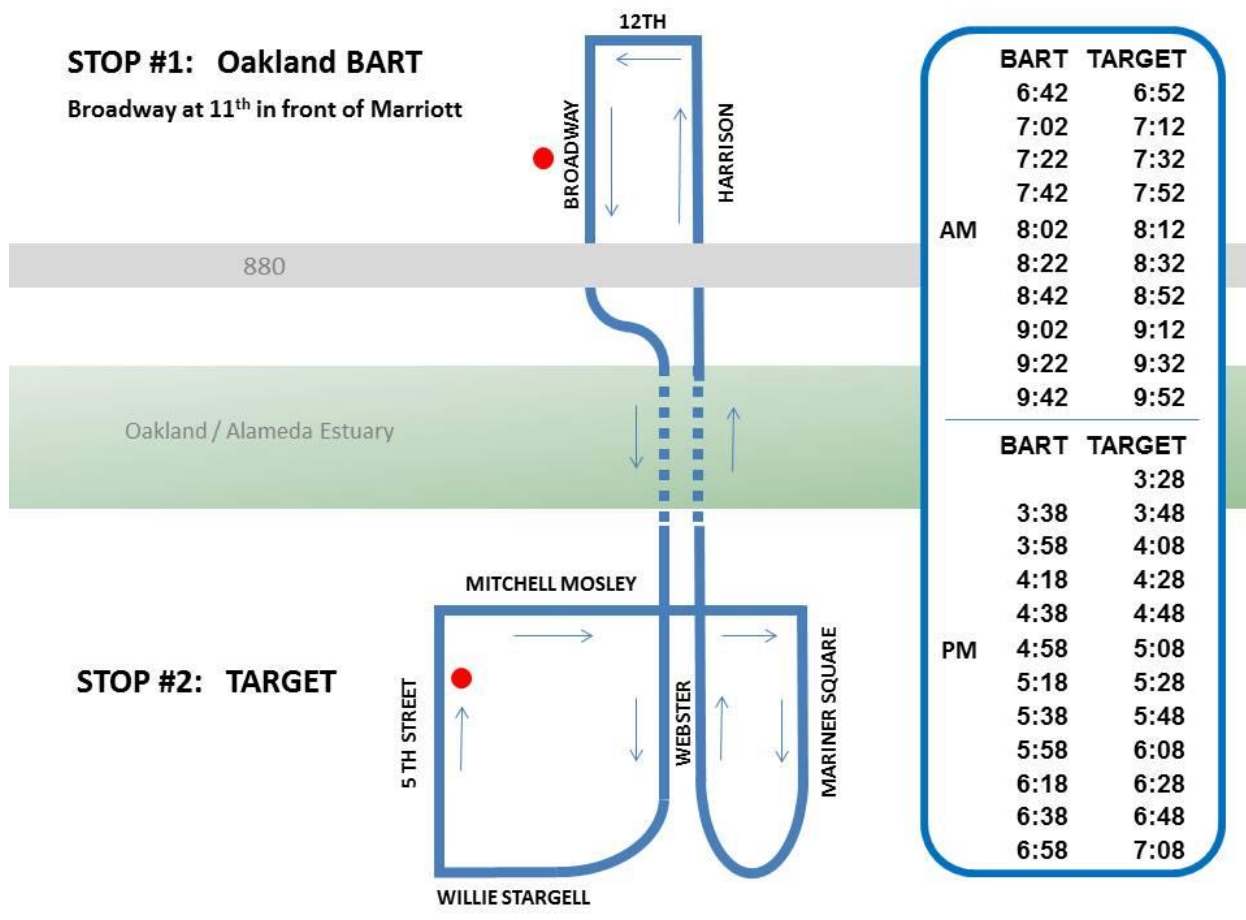 12TH
STOP #1: Oakland BART
Broadway at 11th in front of Marriott
BROADWAY
HARRISON
880
Oakland / Alameda Estuary
MITCHELL MOSLEY
STOP #2: TARGET
5 TH STREET
WEBSTER
MARINER SQUARE
WILLIE STARGELL
BART TARGET
6:42 6:52
7:02 7:12
7:22 7:32
7:42 7:52
AM 8:02 8:12
8:22 8:32
8:42 8:52
9:02 9:12
9:22 9:32
9:42 9:52
BART TARGET
3:28
3:38 3:48
3:58 4:08
4:18 4:28
4:38 4:48
PM 4:58 5:08
5:18 5:28
5:38 5:48
5:58 6:08
6:18 6:28
6:38 6:48
6:58 7:08